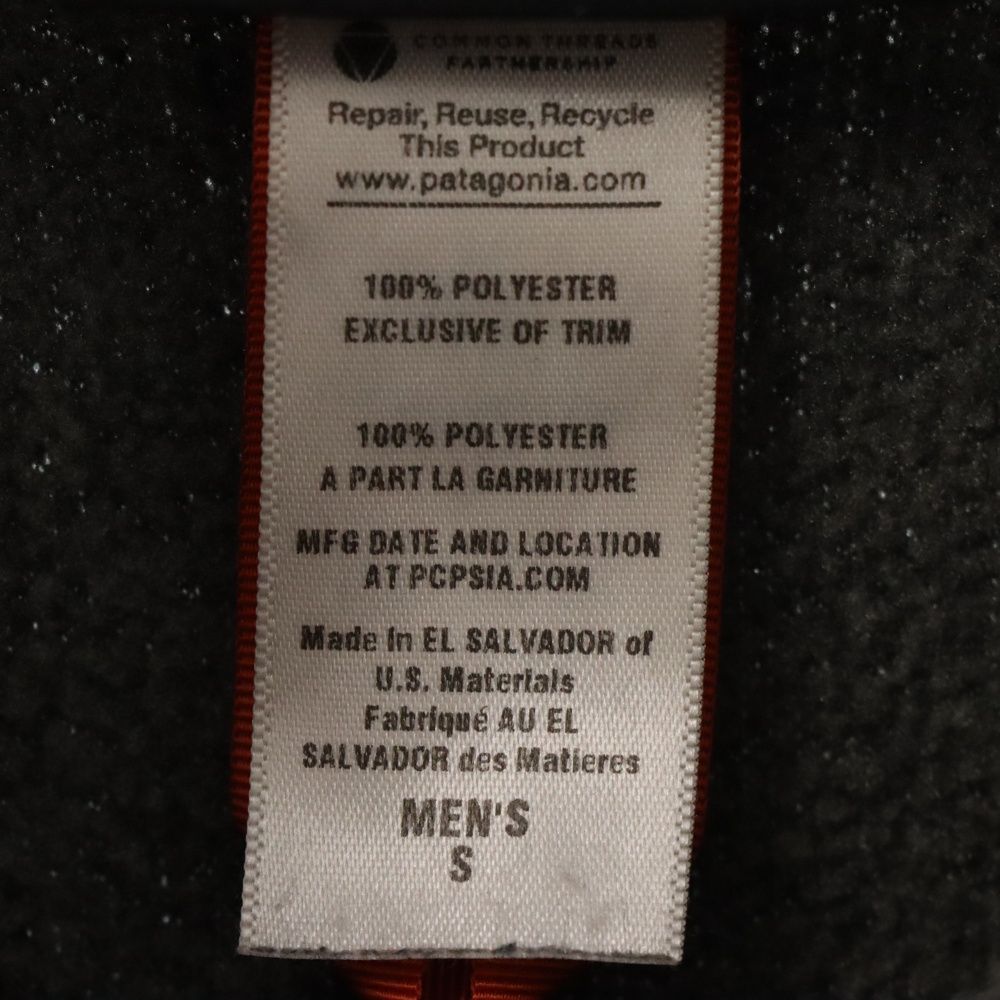 COMMON THREADS
PARTNERSHIP
Repair, Reuse, Recycle
This Product
www.patagonia.com
100% POLYESTER
EXCLUSIVE OF TRIM
100% POLYESTER
A PART LA GARNITURE
MFG DATE AND LOCATION
AT PCPSIA.COM
Made in EL SALVADOR of
U.S. Materials
Fabriqué AU EL
SALVADOR des Matieres
MEN'S
S